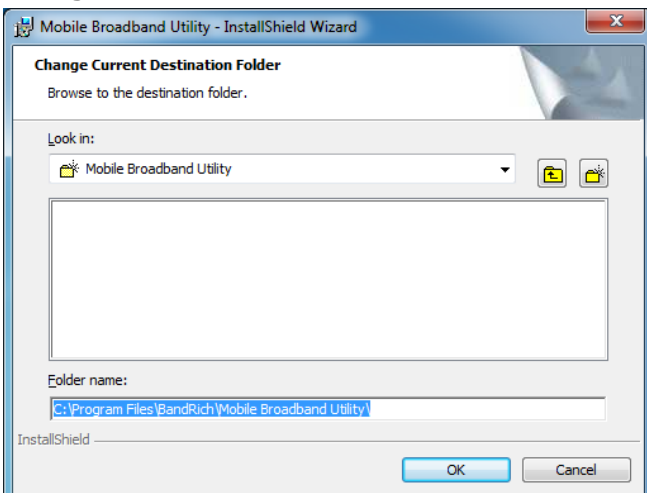 Mobile Broadband Utility - InstallShield Wizard
Change Current Destination Folder
Browse to the destination folder.
Look in:
Mobile Broadband Utility
Folder name:
C:\Program Files\BandRich\Mobile Broadband Utility\
InstallShield
OK Cancel